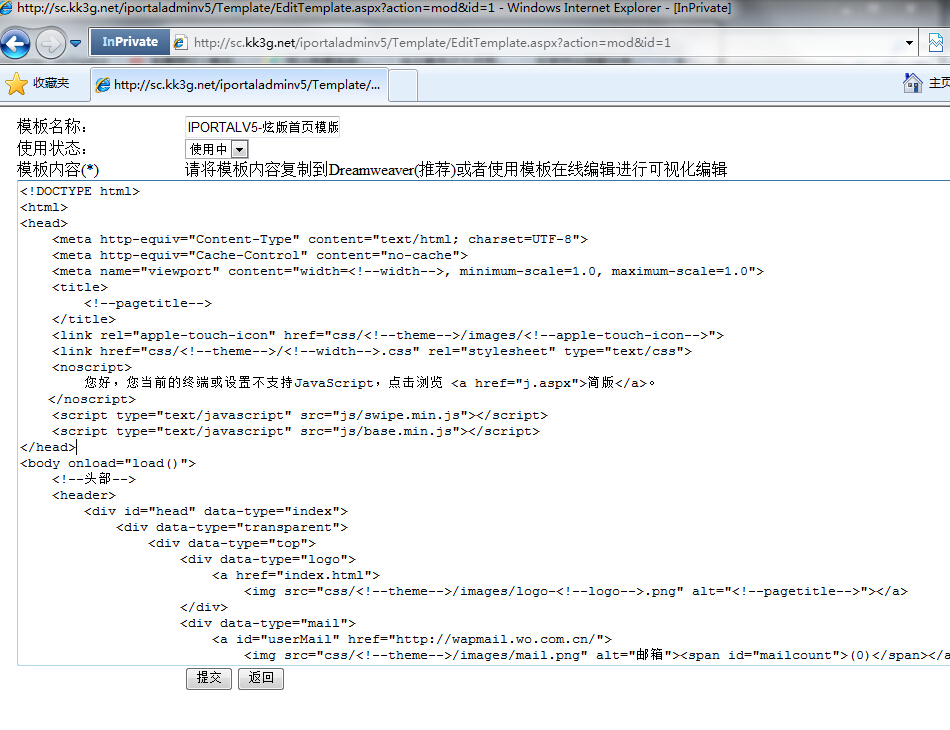 http://sc.kk3g.net/iportaladminv5/Template/EditTemplate.aspx?action=mod&id=1 - Windows Internet Explorer - [InPrivate]
InPrivate http://sc.kk3g.net/iportaladminv5/Template/EditTemplate.aspx?action=mod&id=1
收藏夹 http://sc.kk3g.net/iportaladminv5/Template/... 主页
模板名称: IPORTALV5-炫版首页模版
使用状态: 使用中
模板内容(*) 请将模板内容复制到Dreamweaver(推荐)或者使用模板在线编辑进行可视化编辑
<!DOCTYPE html>
<html>
<head>
<meta http-equiv="Content-Type" content="text/html; charset=UTF-8">
<meta http-equiv="Cache-Control" content="no-cache">
<meta name="viewport" content="width=<!--width-->, minimum-scale=1.0, maximum-scale=1.0">
<title>
<!--pagetitle-->
</title>
<link rel="apple-touch-icon" href="css/<!--theme-->/images/<!--apple-touch-icon-->">
<link href="css/<!--theme-->/<!--width-->.css" rel="stylesheet" type="text/css">
<noscript>
您好，您当前的终端或设置不支持JavaScript，点击浏览 <a href="j.aspx">简版</a>。
</noscript>
<script type="text/javascript" src="js/swipe.min.js"></script>
<script type="text/javascript" src="js/base.min.js"></script>
</head>
<body onload="load()">
<!--头部-->
<header>
<div id="head" data-type="index">
<div data-type="transparent">
<div data-type="top">
<div data-type="logo">
<a href="index.html">
<img src="css/<!--theme-->/images/logo-<!--logo-->.png" alt="<!--pagetitle-->"></a>
</div>
<div data-type="mail">
<a id="userMail" href="http://wapmail.wo.com.cn/">
<img src="css/<!--theme-->/images/mail.png" alt="邮箱"><span id="mailcount">(0)</span></a
提交 返回